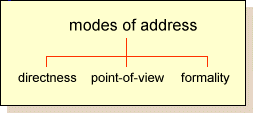 modes of address
directness point-of-view formality